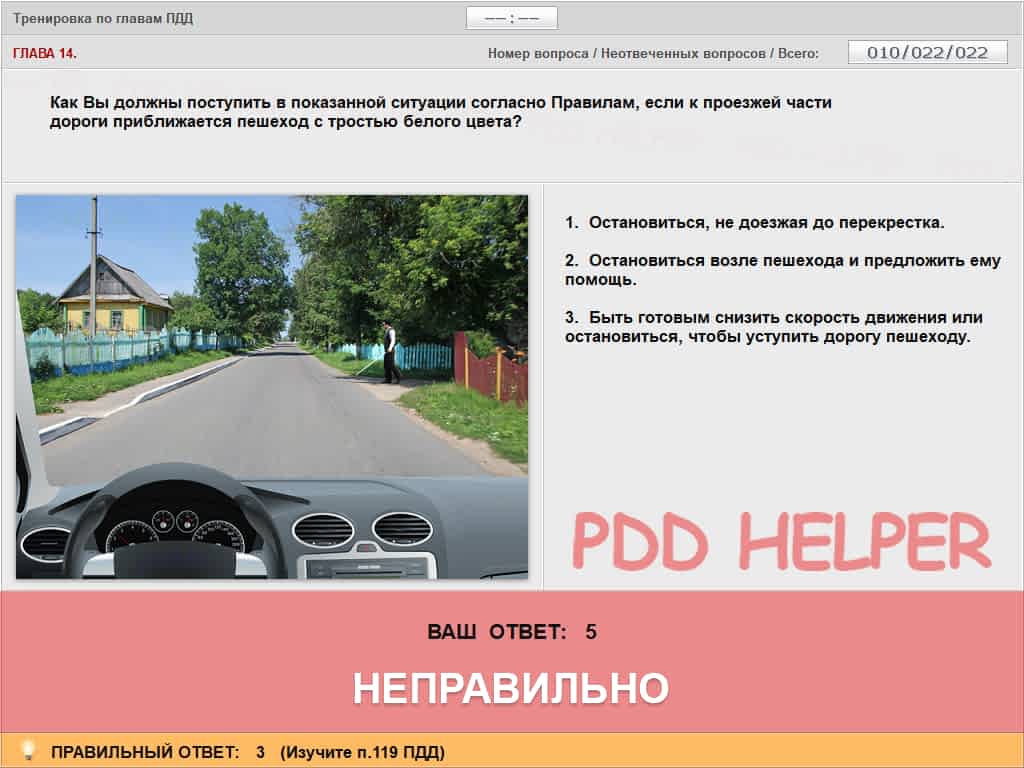 Тренировка по главам ПДД
–– : ––
ГЛАВА 14.
Номер вопроса / Неотвеченных вопросов / Всего:
010/022/022
Как Вы должны поступить в показанной ситуации согласно Правилам, если к проезжей части
дороги приближается пешеход с тростью белого цвета?
1. Остановиться, не доезжая до перекрестка.
2. Остановиться возле пешехода и предложить ему
помощь.
3. Быть готовым снизить скорость движения или
остановиться, чтобы уступить дорогу пешеходу.
PDD HELPER
ВАШ ОТВЕТ: 5
НЕПРАВИЛЬНО
ПРАВИЛЬНЫЙ ОТВЕТ: 3 (Изучите п.119 ПДД)